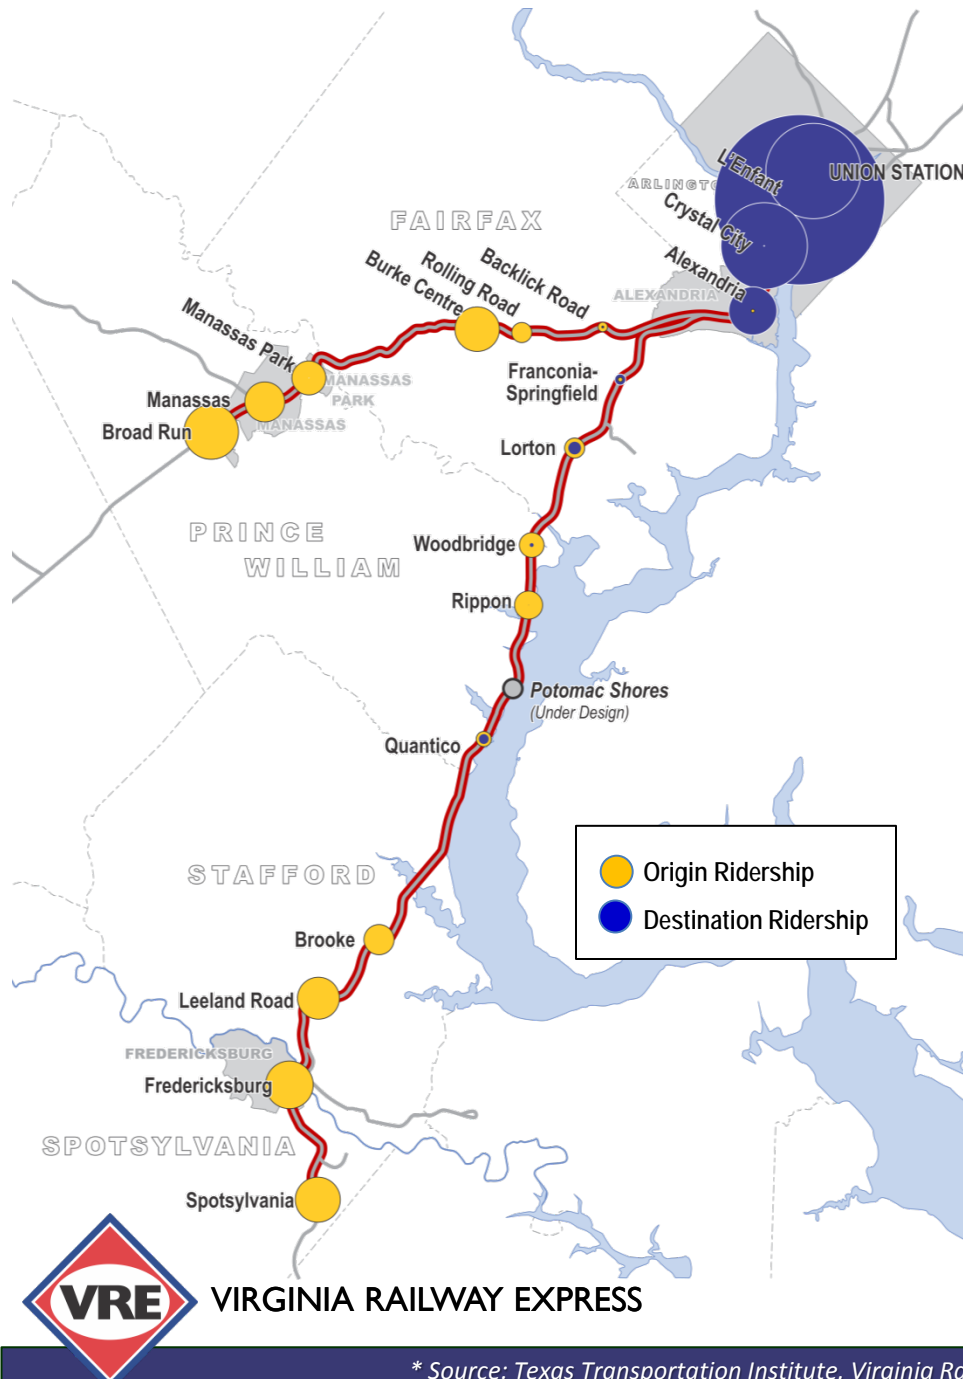 L'Enfant
UNION STATION
ARLINGTO
Crystal City
FAIRFAX
Backlick Road
Rolling Road
Burke Centre
Alexandria
ALEXANDRIA
Manassas Park
Franconia-
Springfield
MANASSAS
PARK
Manassas
MANASSAS
Broad Run
Lorton
PRINCE
WILLIAM
Woodbridge
Rippon
Potomac Shores
(Under Design)
Quantico
STAFFORD
Origin Ridership
Destination Ridership
Brooke
Leeland Road
FREDERICKSBURG
Fredericksburg
SPOTSYLVANIA
Spotsylvania
VRE
VIRGINIA RAILWAY EXPRESS
* Source: Texas Transportation Institute, Virginia Ra